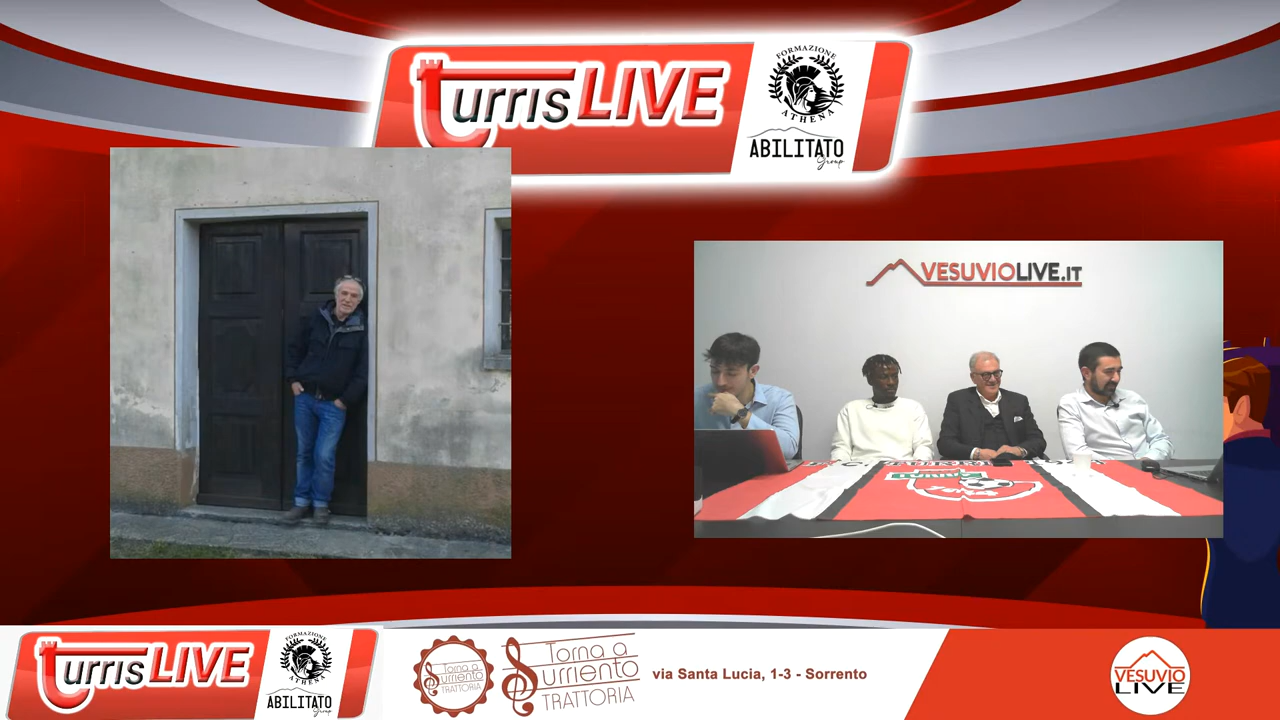 turrisLIVE
FORMAZIONE
ATHENA
ABILITATO
Group
VESUVIOLIVE.IT
turrisLIVE
FORMAZIONE
ATHENA
ABILITATO
Group
Torna a
Surriento
TRATTORIA
Torna a
Surriento
TRATTORIA
via Santa Lucia, 1-3 - Sorrento
VESUVIO
LIVE